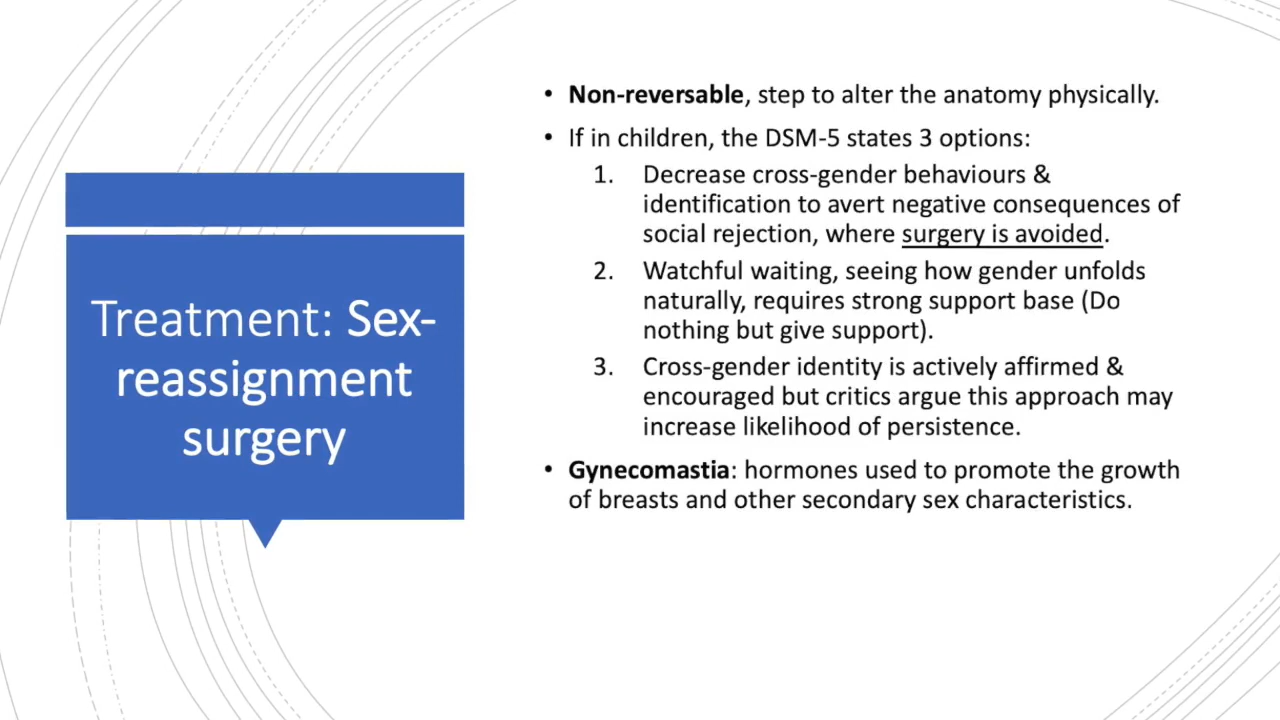 Treatment: Sex-
reassignment
surgery
• Non-reversable, step to alter the anatomy physically.
• If in children, the DSM-5 states 3 options:
1. Decrease cross-gender behaviours &
identification to avert negative consequences of
social rejection, where surgery is avoided.
2. Watchful waiting, seeing how gender unfolds
naturally, requires strong support base (Do
nothing but give support).
3. Cross-gender identity is actively affirmed &
encouraged but critics argue this approach may
increase likelihood of persistence.
• Gynecomastia: hormones used to promote the growth
of breasts and other secondary sex characteristics.